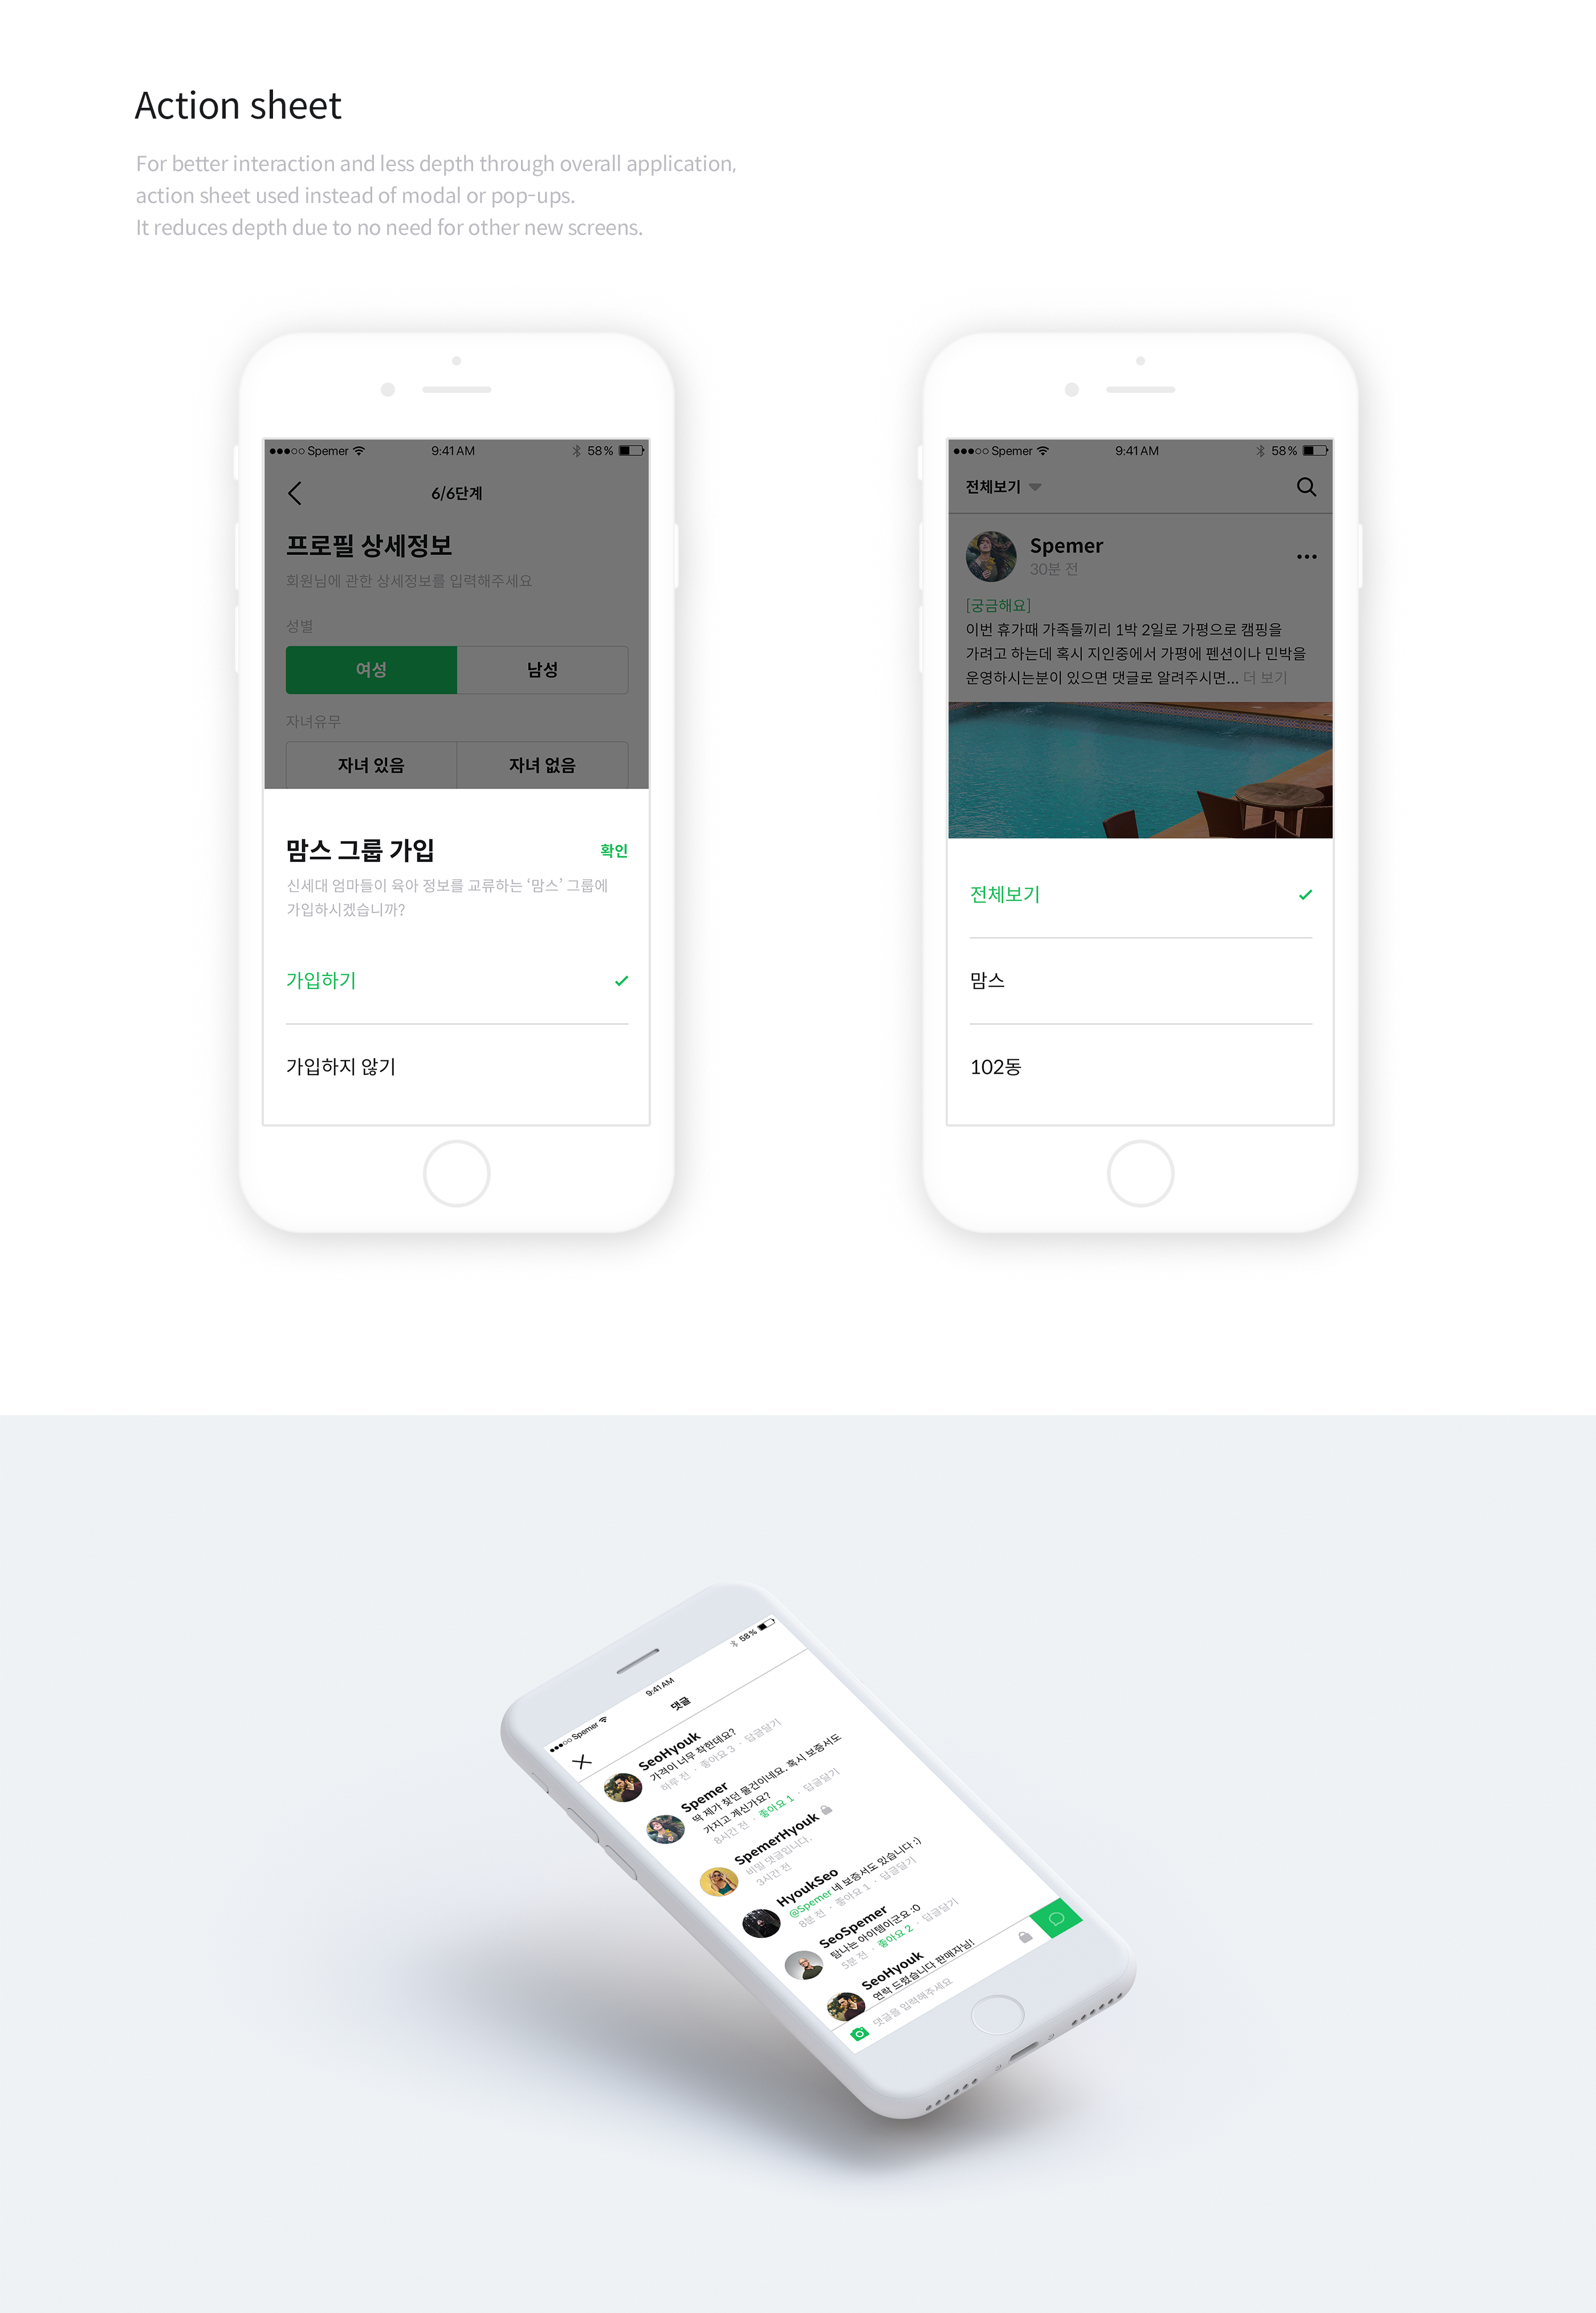 Action sheet
For better interaction and less depth through overall application,
action sheet used instead of modal or pop-ups.
It reduces depth due to no need for other new screens.
Spemer 9:41 AM 58%
6/6단계
프로필 상세정보
회원님에 관한 상세정보를 입력해주세요
성별
여성 남성
자녀유무
자녀 있음 자녀 없음
맘스 그룹 가입 확인
신세대 엄마들이 육아 정보를 교류하는 ‘맘스’ 그룹에
가입하시겠습니까?
가입하기
가입하지 않기
Spemer 9:41 AM 58%
전체보기
Spemer
30분 전
[궁금해요]
이번 휴가때 가족들끼리 1박 2일로 가평으로 캠핑을
가려고 하는데 혹시 지인중에서 가평에 펜션이나 민박을
운영하시는분이 있으면 댓글로 알려주시면... 더 보기
전체보기
맘스
102동
Spemer 9:41 AM 58%
댓글
SeoHyouk
가격이 너무 착한데요?
하루 전 · 좋아요 3 · 답글달기
Spemer
딱 제가 찾던 물건이네요. 혹시 보증서도
가지고 계신가요?
8시간 전 · 좋아요 1 · 답글달기
SpemerHyouk
비밀 댓글입니다.
3시간 전
HyoukSeo
@Spemer 네 보증서도 있습니다 :)
8분 전 · 좋아요 1 · 답글달기
SeoSpemer
탐나는 아이템이군요 :O
5분 전 · 좋아요 2 · 답글달기
SeoHyouk
연락 드렸습니다 판매자님!
댓글을 입력해주세요